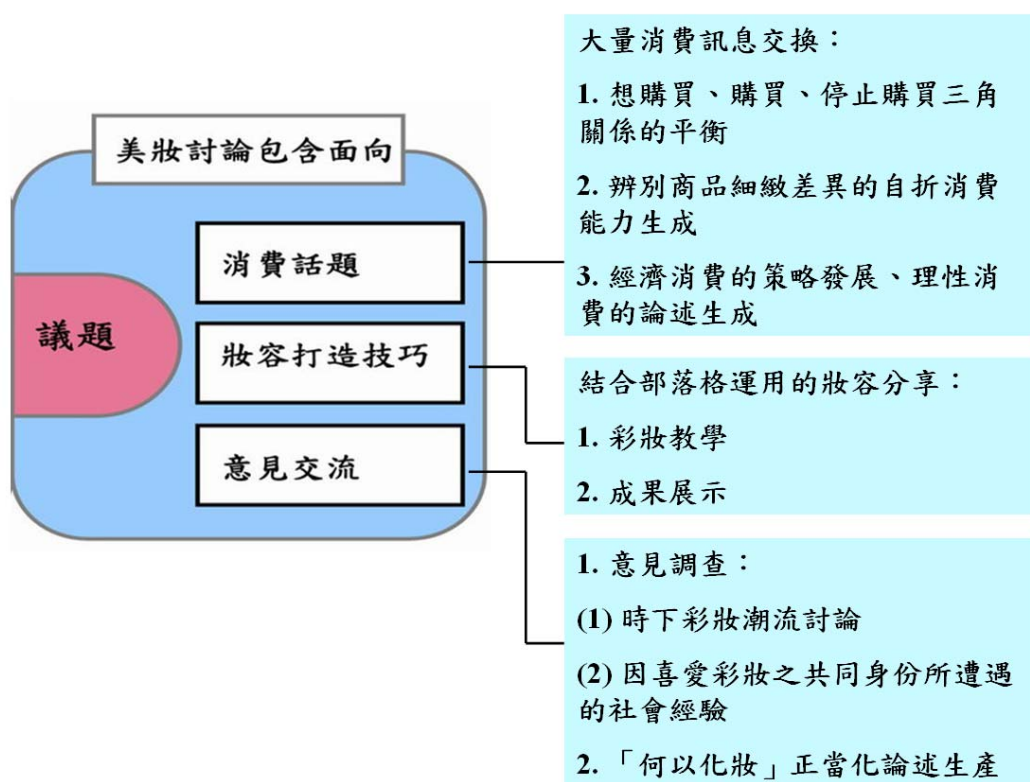 美妝討論包含面向
議題
消費話題
妝容打造技巧
意見交流
大量消費訊息交換：
1. 想購買、購買、停止購買三角
關係的平衡
2. 辨別商品細緻差異的自折消費
能力生成
3. 經濟消費的策略發展、理性消
費的論述生成
結合部落格運用的妝容分享：
1. 彩妝教學
2. 成果展示
1. 意見調查：
(1) 時下彩妝潮流討論
(2) 因喜愛彩妝之共同身份所遭遇
的社會經驗
2. 「何以化妝」正當化論述生產